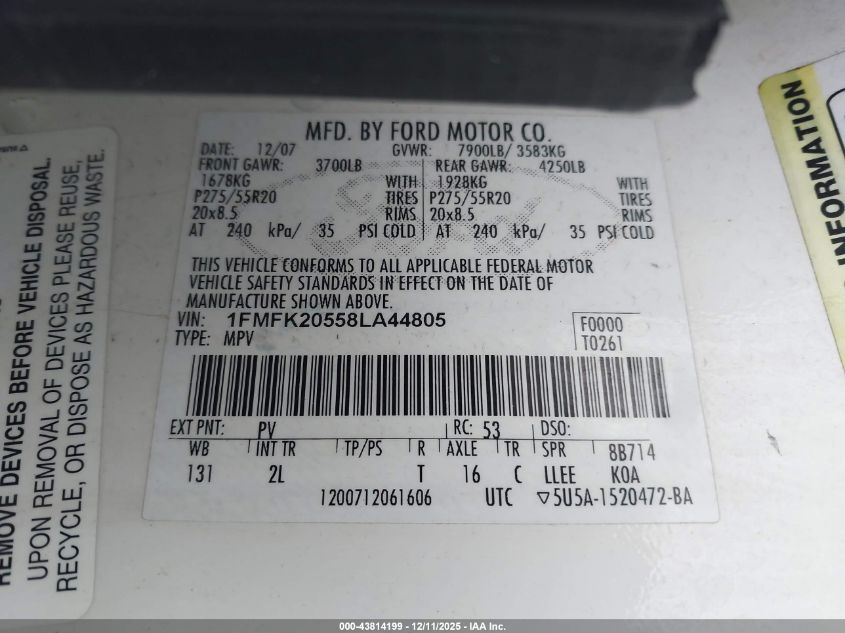 MFD. BY FORD MOTOR CO.
DATE: 12/07 GVWR: 7900LB/ 3583KG
FRONT GAWR: 3700LB REAR GAWR: 4250LB
1678KG WITH 1928KG WITH
P275/55R20 TIRES P275/55R20 TIRES
20x8.5 RIMS 20x8.5 RIMS
AT 240 kPa/ 35 PSI COLD AT 240 kPa/ 35 PSI COLD
THIS VEHICLE CONFORMS TO ALL APPLICABLE FEDERAL MOTOR
VEHICLE SAFETY STANDARDS IN EFFECT ON THE DATE OF
MANUFACTURE SHOWN ABOVE.
VIN: 1FMFK20558LA44805 F0000
TYPE: MPV T0261
EXT PNT: PV RC: 53 DSO:
WB INT TR TP/PS R AXLE TR SPR 8B714
131 2L T 16 C LLEE KOA
1200712061606 UTC ▽5U5A-1520472-BA
REMOVE DEVICES BEFORE VEHICLE DISPOSAL.
UPON REMOVAL OF DEVICES PLEASE REUSE,
RECYCLE, OR DISPOSE AS HAZARDOUS WASTE.
INFORMATION
000-43814199 - 12/11/2025 - IAA Inc.